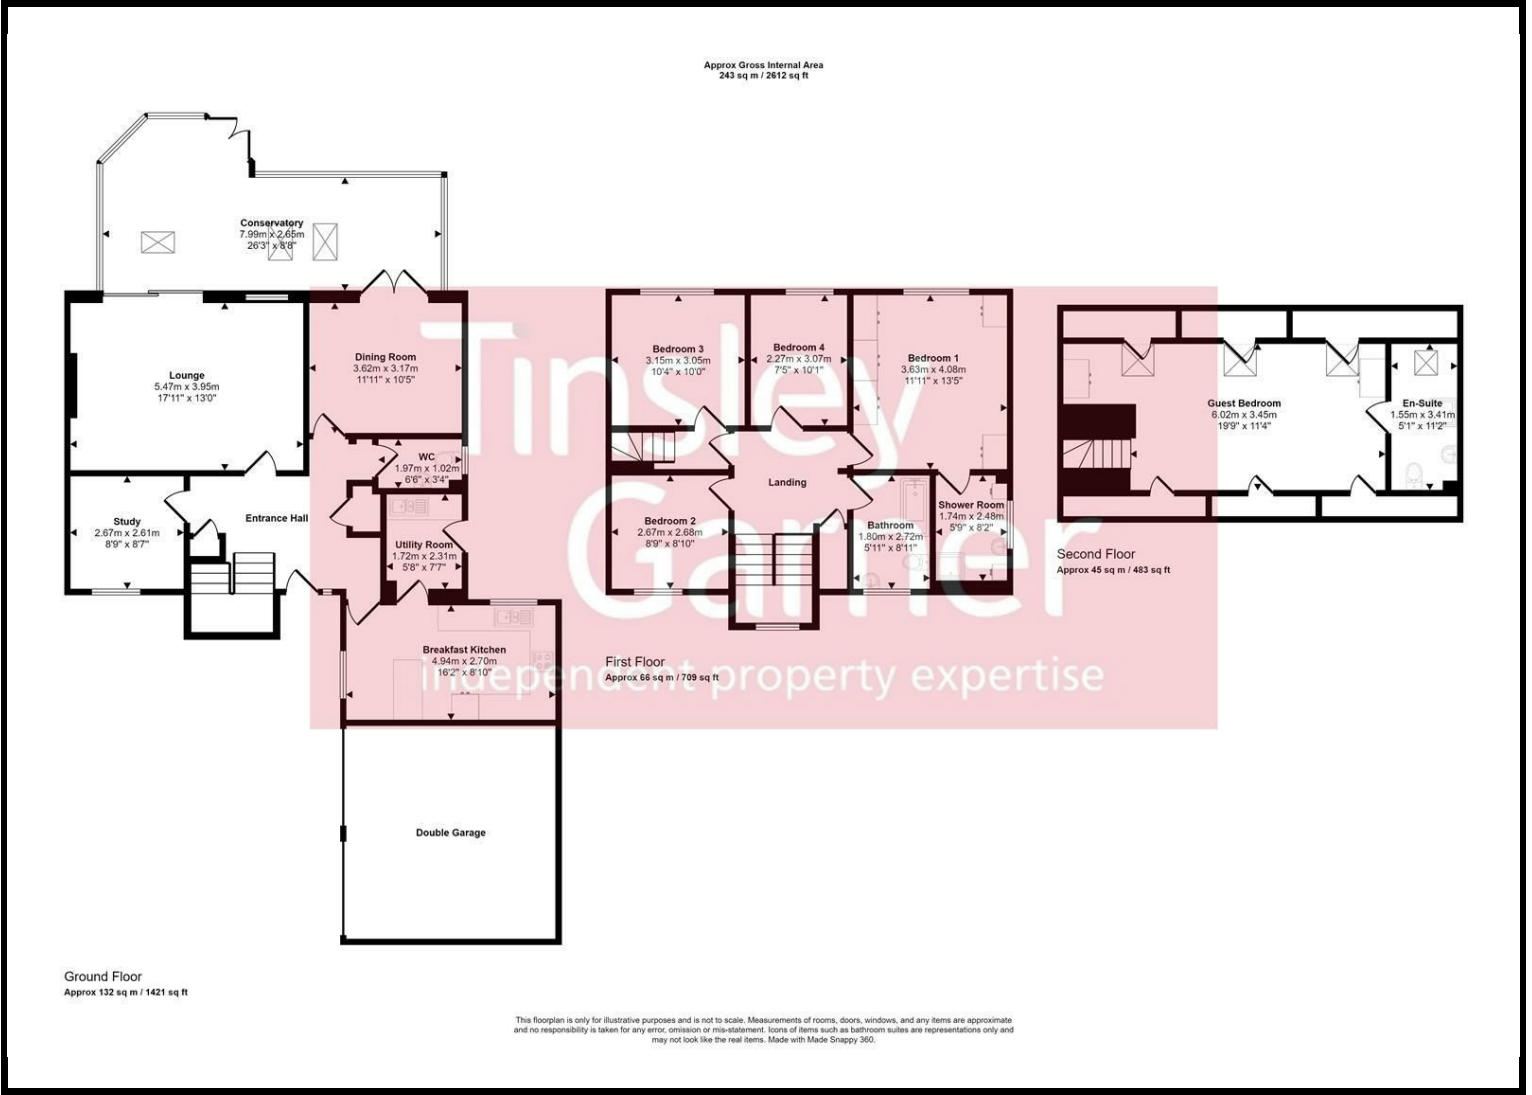 Approx Gross Internal Area
243 sq m / 2612 sq ft
Conservatory
7.99m x 2.65m
26'3" x 8'8"
Lounge
5.47m x 3.95m
17'11" x 13'0"
Dining Room
3.62m x 3.17m
11'11" x 10'5"
WC
1.97m x 1.02m
6'6" x 3'4"
Study
2.67m x 2.61m
8'9" x 8'7"
Entrance Hall
Utility Room
1.72m x 2.31m
5'8" x 7'7"
Breakfast Kitchen
4.94m x 2.70m
16'2" x 8'10"
Double Garage
Ground Floor
Approx 132 sq m / 1421 sq ft
Bedroom 3
3.15m x 3.05m
10'4" x 10'0"
Bedroom 4
2.27m x 3.07m
7'5" x 10'1"
Bedroom 1
3.63m x 4.08m
11'11" x 13'5"
Landing
Bedroom 2
2.67m x 2.68m
8'9" x 8'10"
Bathroom
1.80m x 2.72m
5'11" x 8'11"
Shower Room
1.74m x 2.48m
5'9" x 8'2"
First Floor
Approx 66 sq m / 709 sq ft
Guest Bedroom
6.02m x 3.45m
19'9" x 11'4"
En-Suite
1.55m x 3.41m
5'1" x 11'2"
Second Floor
Approx 45 sq m / 483 sq ft
Tinsley
Garner
independent property expertise
This floorplan is only for illustrative purposes and is not to scale. Measurements of rooms, doors, windows, and any items are approximate
and no responsibility is taken for any error, omission or mis-statement. Icons of items such as bathroom suites are representations only and
may not look like the real items. Made with Made Snappy 360.